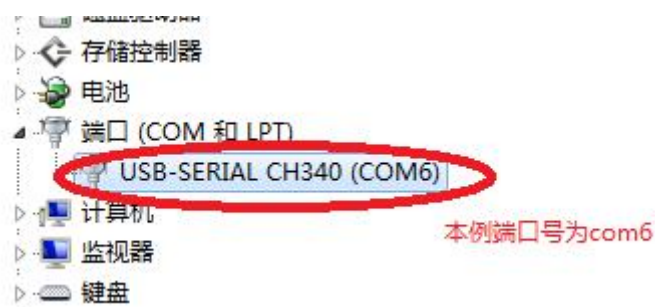 存储控制器
电池
端口 (COM 和 LPT)
USB-SERIAL CH340 (COM6)
计算机
本例端口号为com6
监视器
键盘